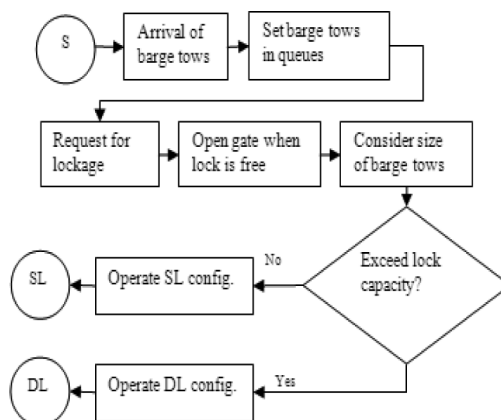 S
Arrival of
barge tows
Set barge tows
in queues
Request for
lockage
Open gate when
lock is free
Consider size
of barge tows
Exceed lock
capacity?
No
Operate SL config.
SL
Yes
Operate DL config.
DL